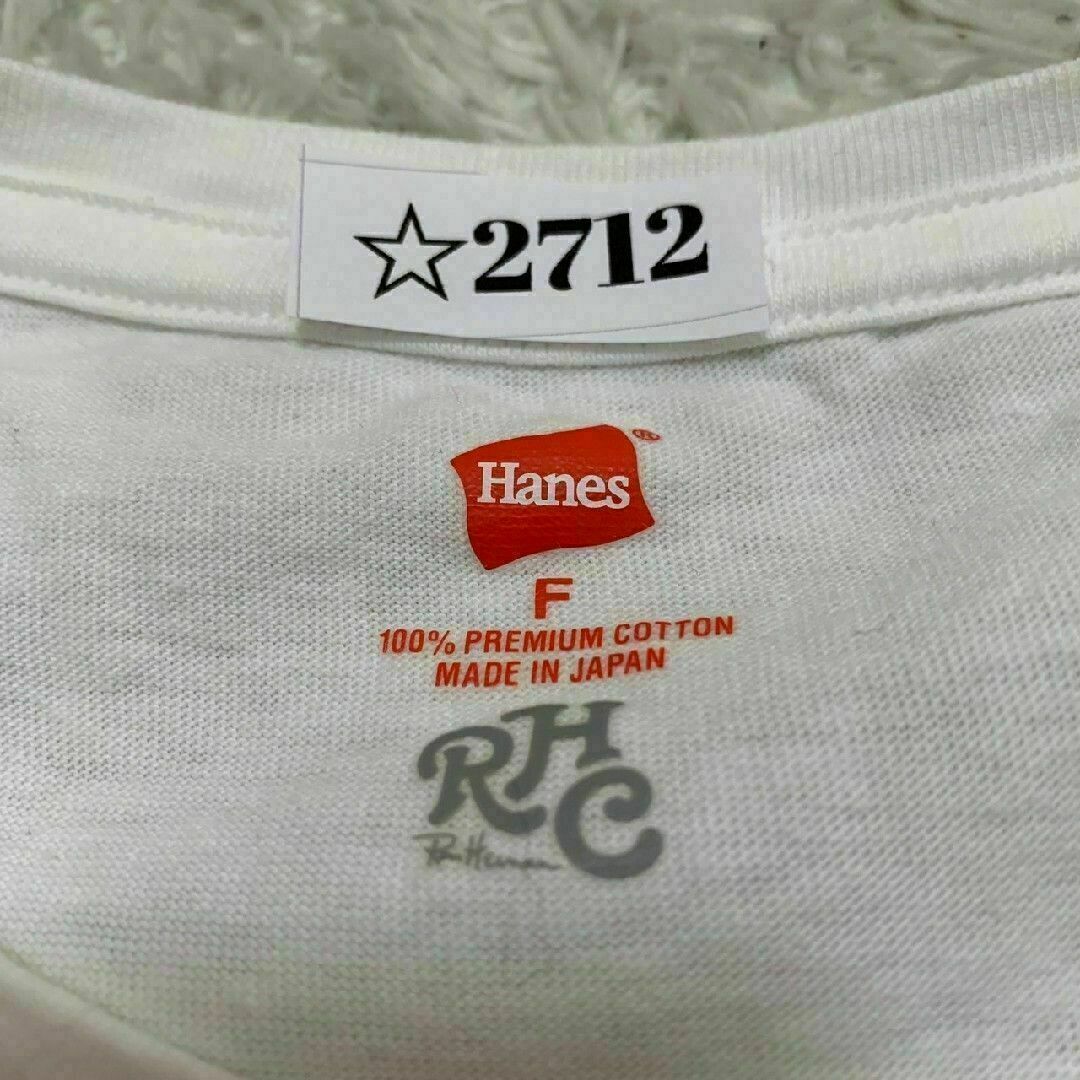 ☆2712
Hanes®
F
100% PREMIUM COTTON
MADE IN JAPAN
RHC
Ron Herman